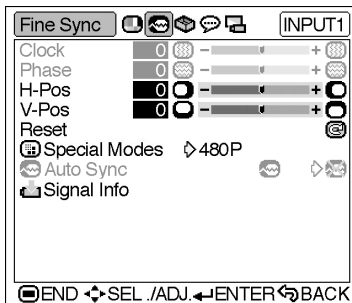 Fine Sync INPUT1
Clock 0 - +
Phase 0 - +
H-Pos 0 - +
V-Pos 0 - +
Reset
Special Modes 480P
Auto Sync
Signal Info
END SEL ./ADJ. ENTER BACK